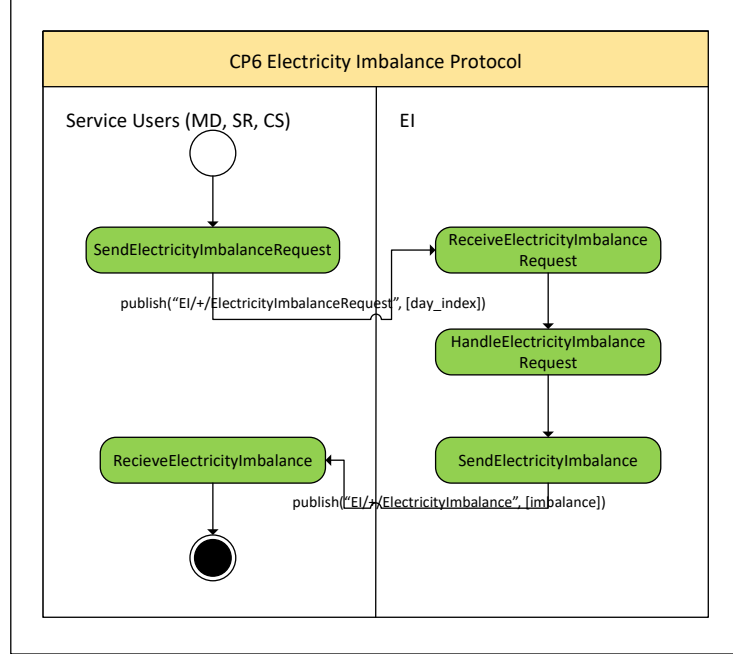 CP6 Electricity Imbalance Protocol
Service Users (MD, SR, CS)
EI
SendElectricityImbalanceRequest
ReceiveElectricityImbalance
Request
publish(“EI/+/ElectricityImbalanceRequest”, [day_index])
HandleElectricityImbalance
Request
RecieveElectricityImbalance
SendElectricityImbalance
publish(“EI/+/ElectricityImbalance”, [imbalance])